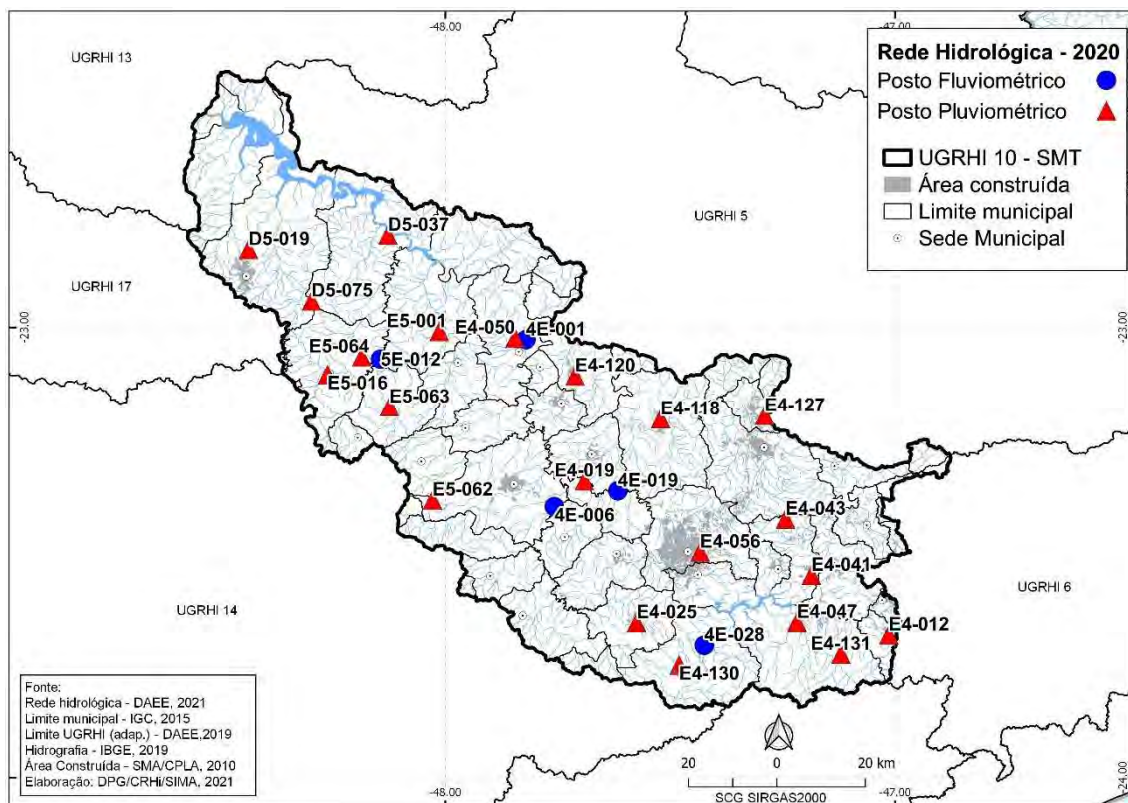 -48.00
-47.00
UGRHI 13
Rede Hidrológica - 2020
Posto Fluviométrico
Posto Pluviométrico
UGRHI 10 - SMT
Área construída
Limite municipal
Sede Municipal
UGRHI 5
D5-037
D5-019
UGRHI 17
D5-075
-23.00
-23.00
E5-001
E4-050
4E-001
E5-064
5E-012
E4-120
E5-016
E5-063
E4-118
E4-127
E4-019
4E-019
E5-062
4E-006
E4-043
E4-056
E4-041
UGRHI 6
UGRHI 14
E4-025
E4-047
E4-012
4E-028
E4-131
E4-130
Fonte:
Rede hidrológica - DAEE, 2021
Limite municipal - IGC, 2015
Limite UGRHI (adap.) - DAEE,2019
Hidrografia - IBGE, 2019
Área Construída - SMA/CPLA, 2010
Elaboração: DPG/CRHi/SIMA, 2021
20 0 20 km
SCG SIRGAS2000
-48.00
-47.00
-24.00